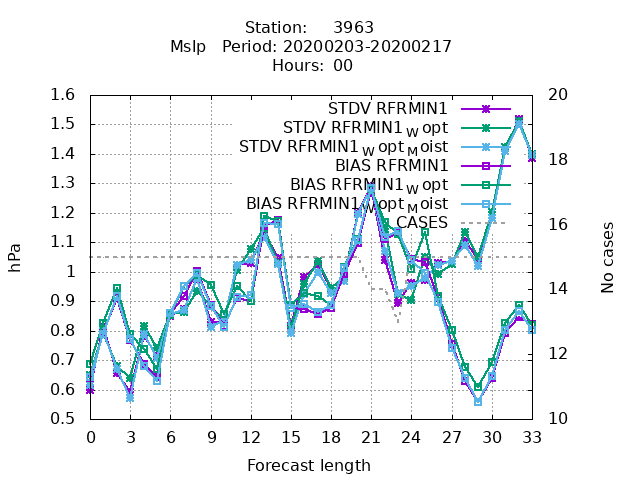 Station: 3963
Mslp Period: 20200203-20200217
Hours: 00
STDV RFRMIN1
STDV RFRMIN1_W opt
STDV RFRMIN1_W opt_M oist
BIAS RFRMIN1
BIAS RFRMIN1_W opt
BIAS RFRMIN1_W opt_M oist
CASES
hPa
1.6
1.5
1.4
1.3
1.2
1.1
1
0.9
0.8
0.7
0.6
0.5
20
18
16
14
12
10
No cases
0 3 6 9 12 15 18 21 24 27 30 33
Forecast length